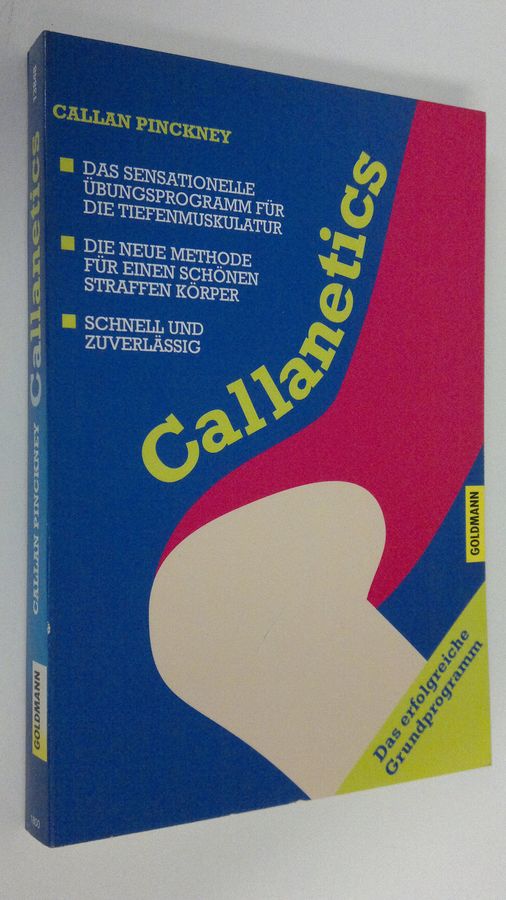 CALLAN PINCKNEY
DAS SENSATIONELLE
ÜBUNGSPROGRAMM FÜR
DIE TIEFENMUSKULATUR
DIE NEUE METHODE
FÜR EINEN SCHÖNEN
STRAFFEN KÖRPER
SCHNELL UND
ZUVERLÄSSIG
Callanetics
GOLDMANN
Das erfolgreiche
Grundprogramm
CALLAN PINCKNEY Callanetics
GOLDMANN